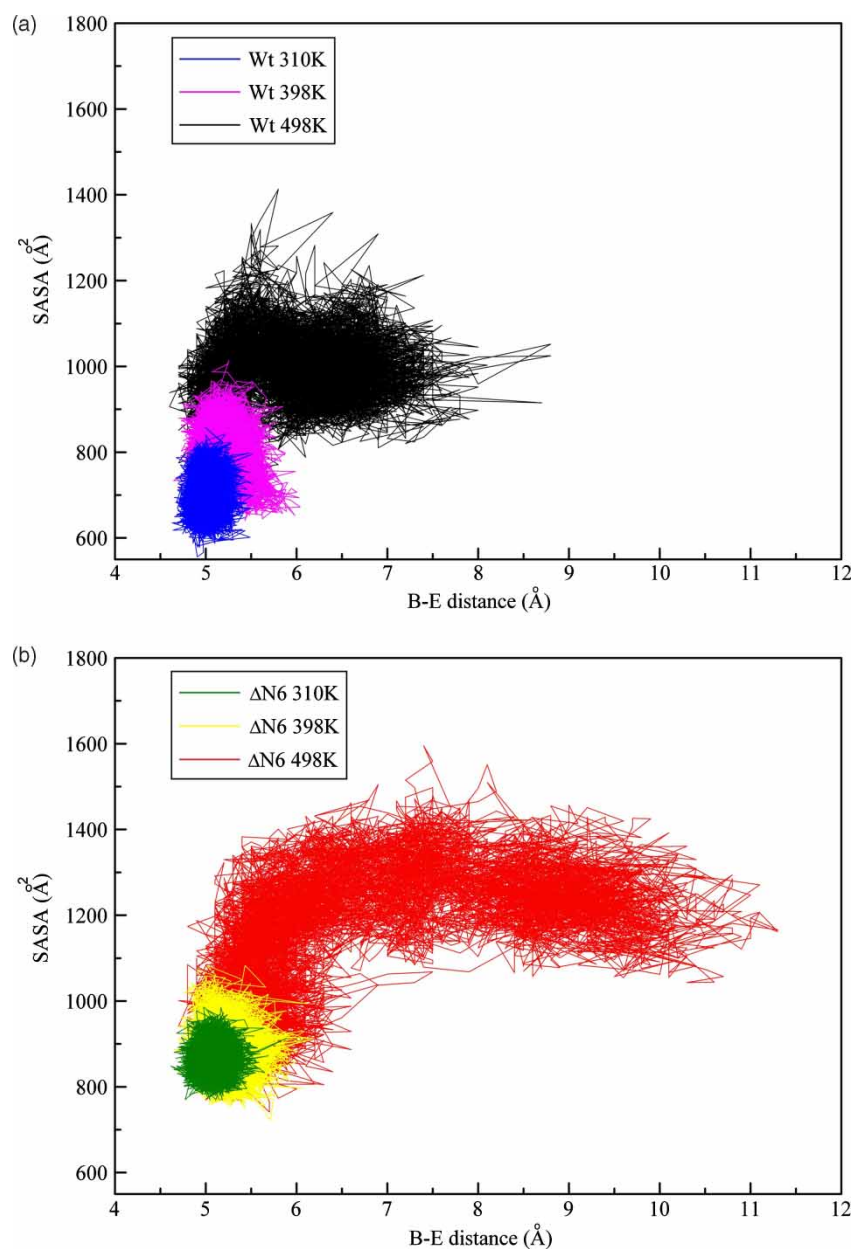 (a)
1800
1600
1400
1200
1000
800
600
SASA (Å²)
Wt 310K
Wt 398K
Wt 498K
4 5 6 7 8 9 10 11 12
B-E distance (Å)
(b)
1800
1600
1400
1200
1000
800
600
SASA (Å²)
ΔN6 310K
ΔN6 398K
ΔN6 498K
4 5 6 7 8 9 10 11 12
B-E distance (Å)